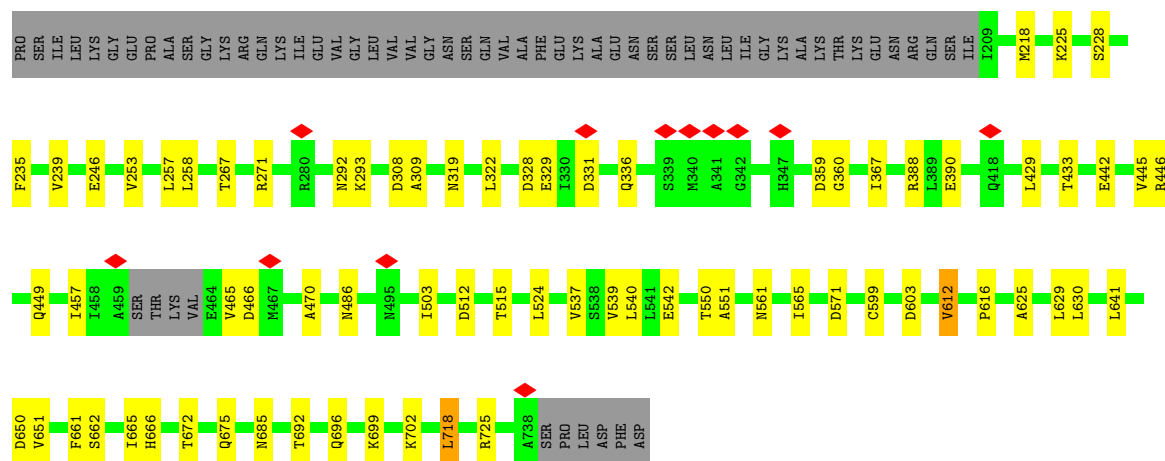 PRO SER ILE LEU LYS GLY GLU PRO ALA SER GLY LYS ARG GLN LYS ILE GLU VAL GLY LEU VAL VAL GLY ASN SER GLN VAL ALA PHE GLU LYS ALA GLU ASN SER SER LEU ASN LEU ILE GLY LYS ALA LYS THR LYS GLU ASN ARG GLN SER ILE I209 M218 K225 S228
F235 V239 E246 V253 L257 L258 T267 R271 R280 N292 K293 D308 A309 N319 L322 D328 E329 I330 D331 Q336 S339 M340 A341 G342 H347 D359 G360 I367 R388 L389 E390 Q418 L429 T433 E442 V445 R446
Q449 I457 I458 A459 SER THR LYS VAL E464 V465 D466 M467 A470 N486 N495 I503 D512 T515 L524 V537 S538 V539 L540 L541 E542 T550 A551 N561 I565 D571 C599 D603 V612 P616 A625 L629 L630 L641
D650 V651 F661 S662 I665 H666 T672 Q675 N685 T692 Q696 K699 K702 L718 R725 A738 SER PRO LEU ASP PHE ASP